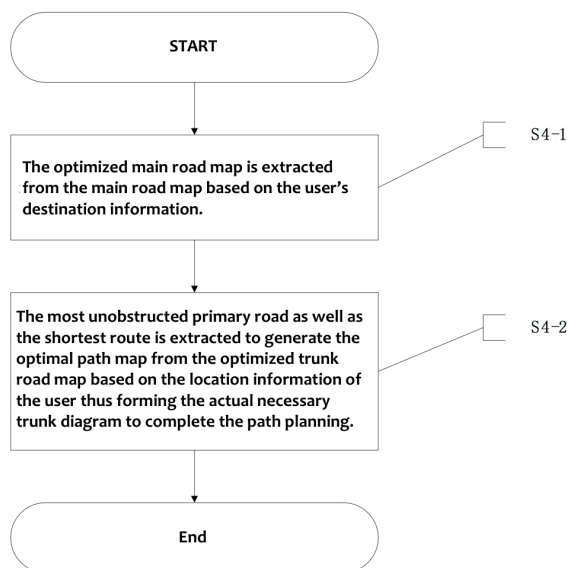 START
S4-1
The optimized main road map is extracted
from the main road map based on the user's
destination information.
The most unobstructed primary road as well as
the shortest route is extracted to generate the
optimal path map from the optimized trunk
road map based on the location information of
the user thus forming the actual necessary
trunk diagram to complete the path planning.
S4-2
End